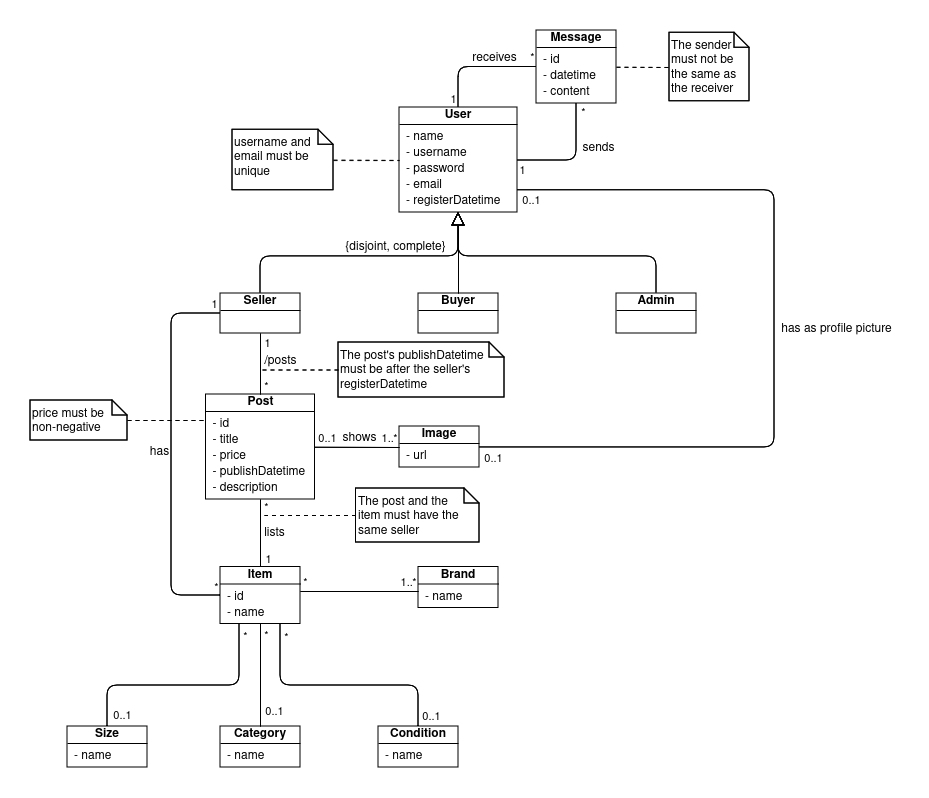 Message
- id
- datetime
- content
The sender
must not be
the same as
the receiver
receives
*
1
*
sends
1
User
- name
- username
- password
- email
- registerDatetime
username and
email must be
unique
0..1
{disjoint, complete}
Seller
Buyer
Admin
1
has as profile picture
1
/posts
*
The post's publishDatetime
must be after the seller's
registerDatetime
Post
- id
- title
- price
- publishDatetime
- description
price must be
non-negative
has
0..1 shows 1..*
Image
- url
0..1
*
lists
1
The post and the
item must have the
same seller
*
Item
- id
- name
* 1..*
Brand
- name
* * *
0..1 0..1 0..1
Size
- name
Category
- name
Condition
- name